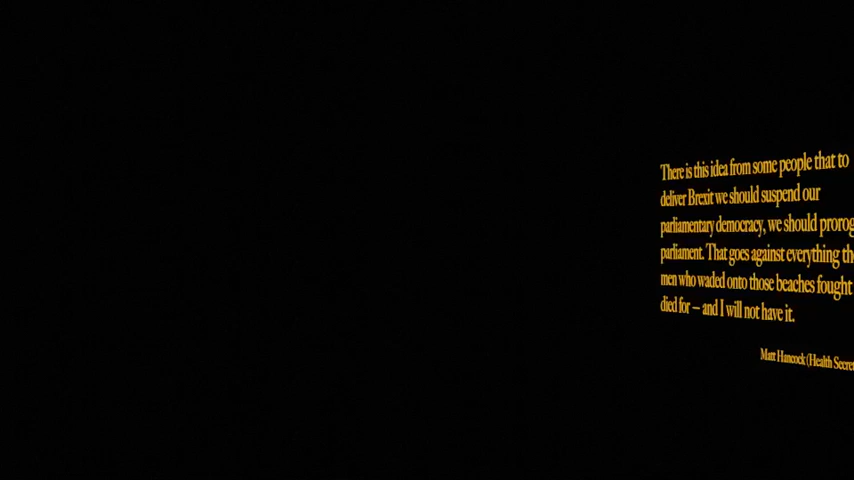 There is this idea from some people that to
deliver Brexit we should suspend our
parliamentary democracy, we should prorog
parliament. That goes against everything th
men who waded onto those beaches fought
died for – and I will not have it.
Matt Hancock (Health Secre